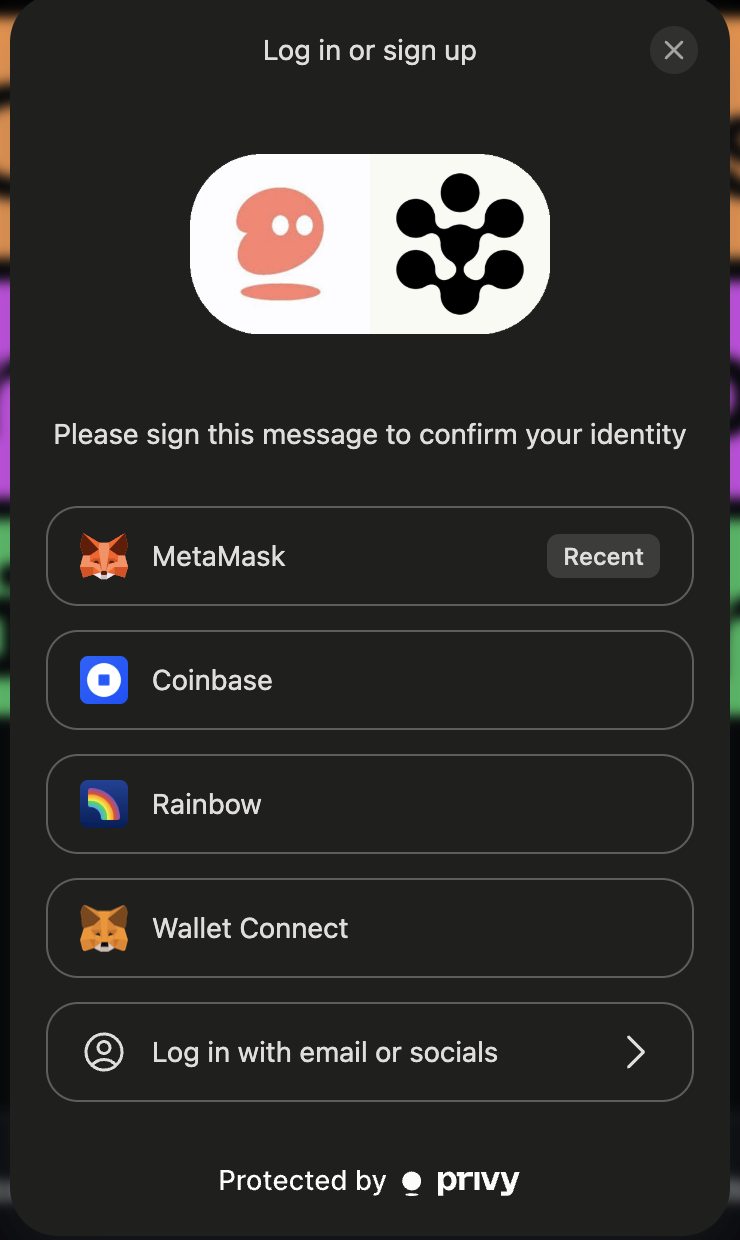 Log in or sign up
Please sign this message to confirm your identity
MetaMask Recent
Coinbase
Rainbow
Wallet Connect
Log in with email or socials
Protected by privy